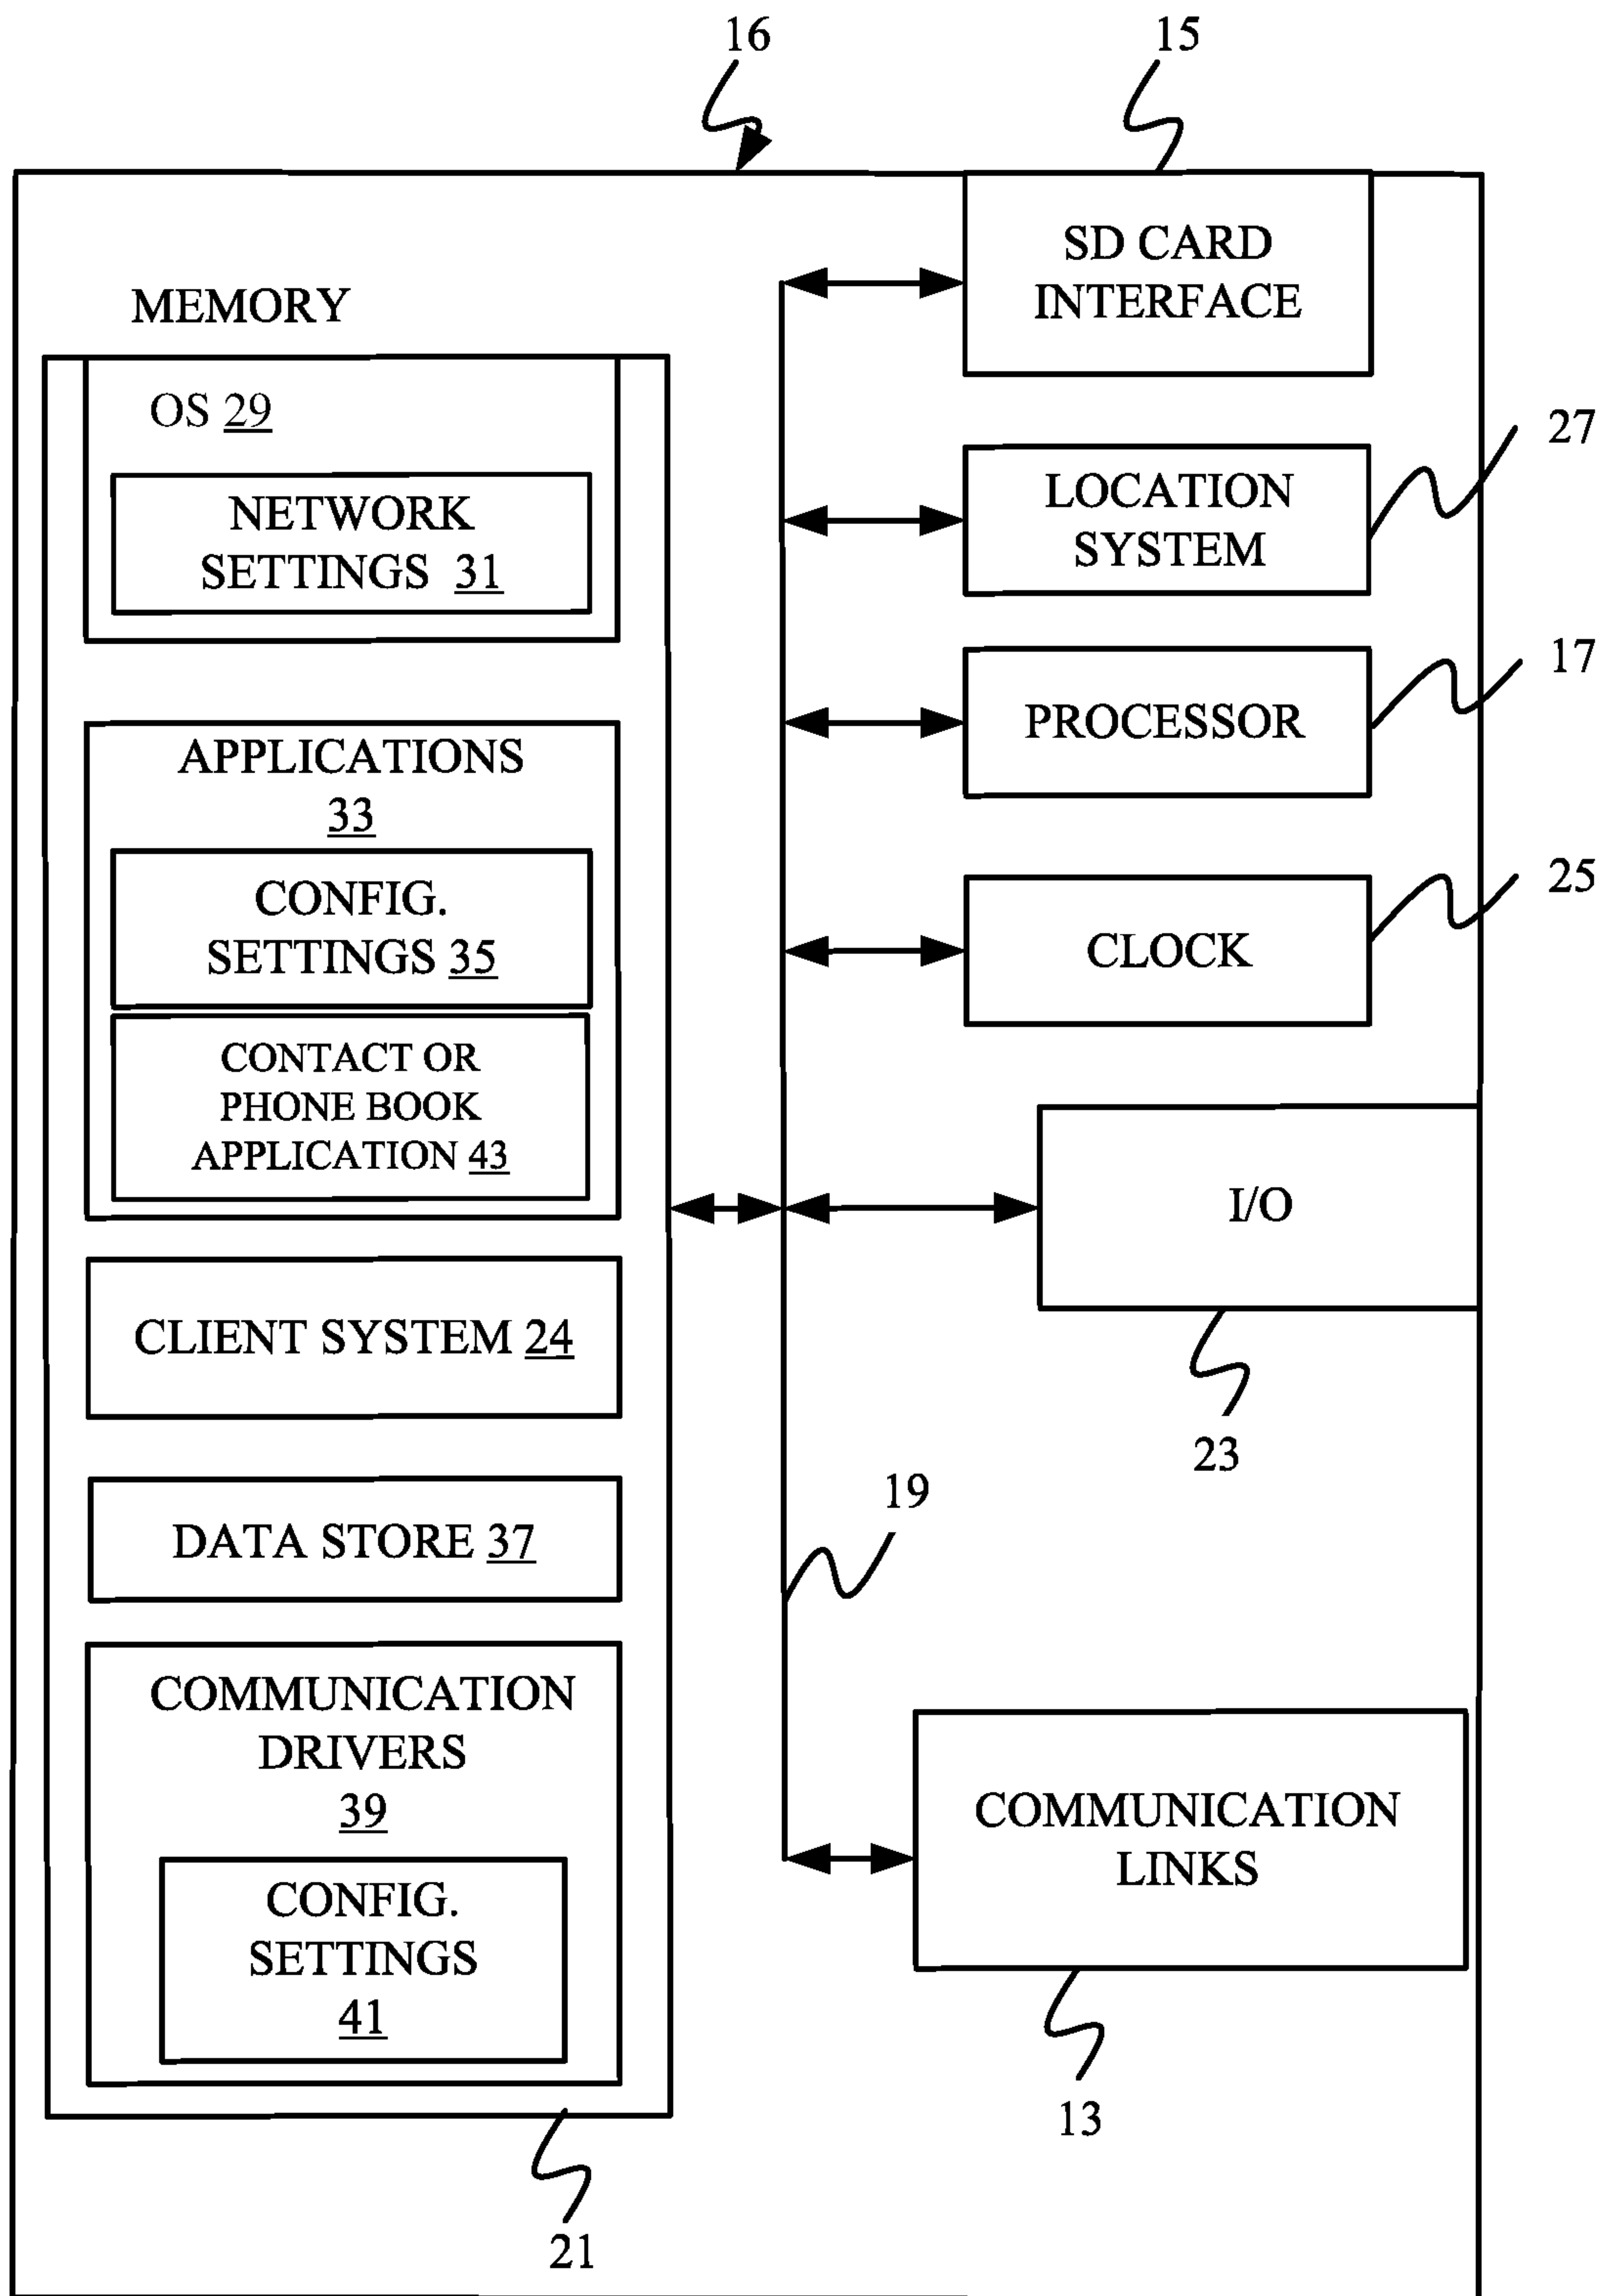 16
15
SD CARD
INTERFACE
MEMORY
OS 29
NETWORK
SETTINGS 31
27
LOCATION
SYSTEM
17
PROCESSOR
APPLICATIONS
33
CONFIG.
SETTINGS 35
25
CLOCK
CONTACT OR
PHONE BOOK
APPLICATION 43
I/O
CLIENT SYSTEM 24
23
19
DATA STORE 37
COMMUNICATION
DRIVERS
39
COMMUNICATION
LINKS
CONFIG.
SETTINGS
41
13
21